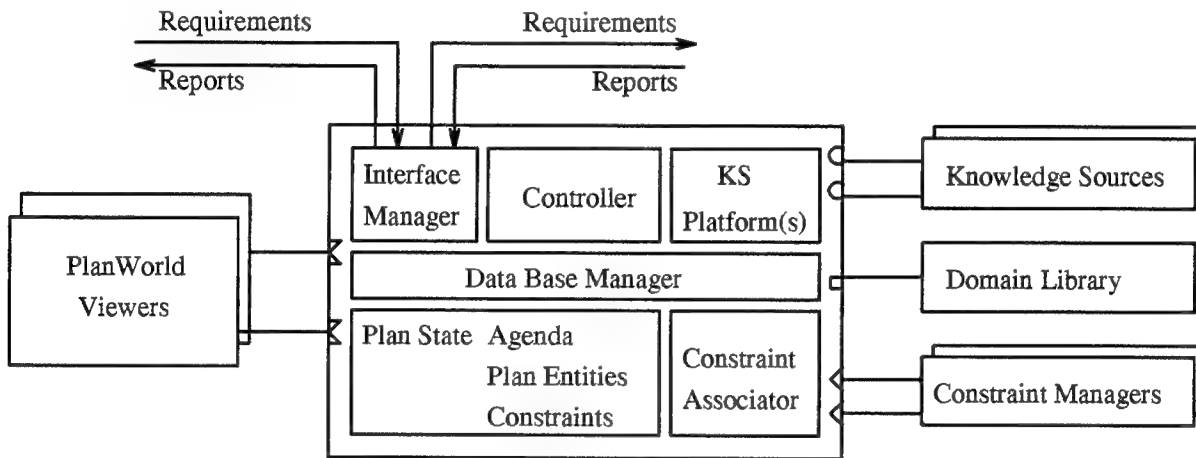 Requirements
Requirements
Reports
Reports
Interface
Manager
Controller
KS
Platform(s)
Knowledge Sources
PlanWorld
Viewers
Data Base Manager
Domain Library
Plan State Agenda
Plan Entities
Constraints
Constraint
Associator
Constraint Managers